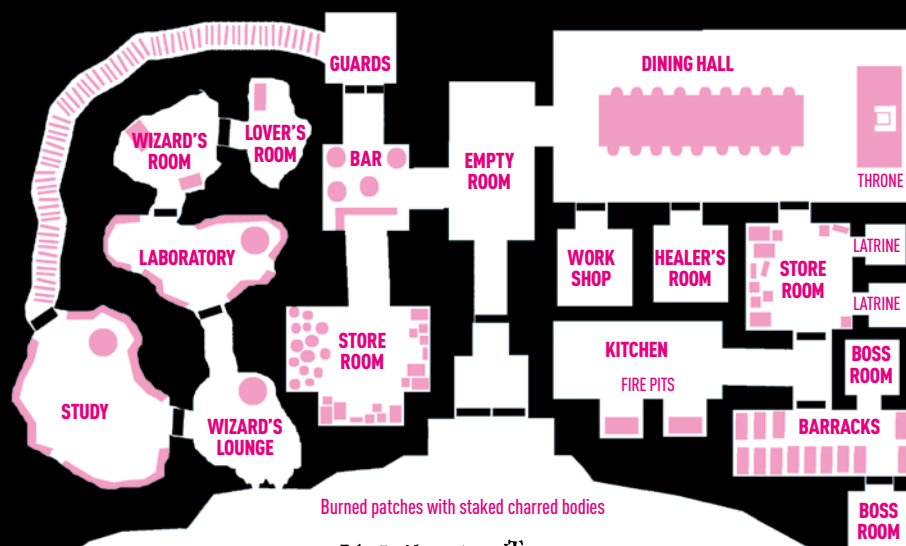 GUARDS
DINING HALL
WIZARD'S
ROOM
LOVER'S
ROOM
BAR
EMPTY
ROOM
THRONE
LABORATORY
WORK
SHOP
HEALER'S
ROOM
STORE
ROOM
LATRINE
LATRINE
STORE
ROOM
KITCHEN
FIRE PITS
BOSS
ROOM
STUDY
WIZARD'S
LOUNGE
BARRACKS
Burned patches with staked charred bodies
BOSS
ROOM